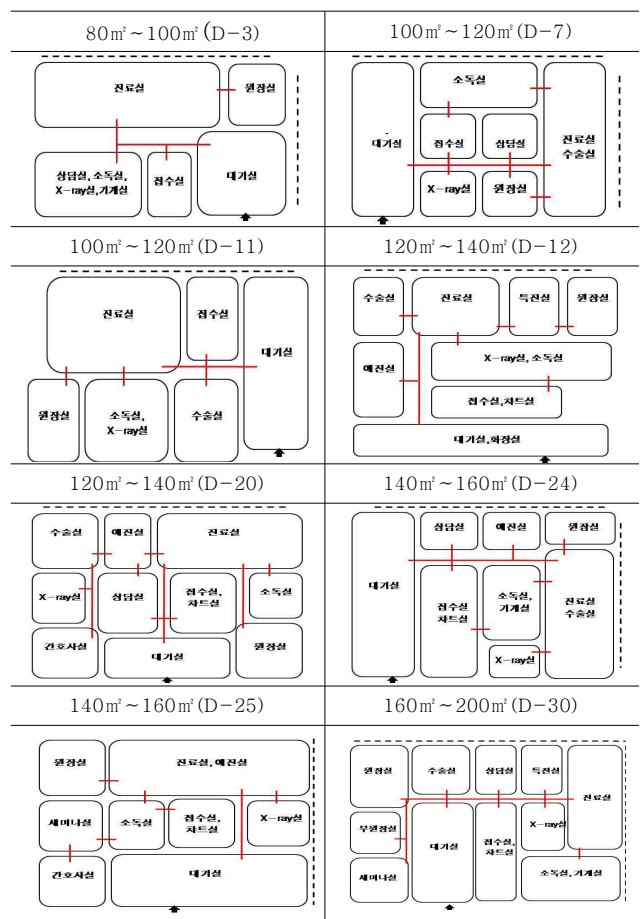 80㎡~100㎡(D-3)
진료실
원장실
상담실, 소독실,
X-ray실,기계실
접수실
대기실
100㎡~120㎡(D-7)
대기실
소독실
접수실
상담실
진료실
수술실
X-ray실
원장실
100㎡~120㎡(D-11)
진료실
접수실
대기실
원장실
소독실,
X-ray실
수술실
120㎡~140㎡(D-12)
수술실
진료실
특진실
원장실
예진실
X-ray실, 소독실
접수실,차트실
대기실,화장실
120㎡~140㎡(D-20)
수술실
예진실
진료실
X-ray실
상담실
접수실,
차트실
소독실
간호사실
대기실
원장실
140㎡~160㎡(D-24)
상담실
예진실
원장실
대기실
접수실
차트실
소독실,
기계실
진료실
수술실
X-ray실
140㎡~160㎡(D-25)
원장실
진료실, 예진실
세미나실
소독실
접수실,
차트실
X-ray실
간호사실
대기실
160㎡~200㎡(D-30)
원장실
수술실
상담실
특진실
진료실
부원장실
대기실
접수실,
차트실
X-ray실
세미나실
소독실, 기계실